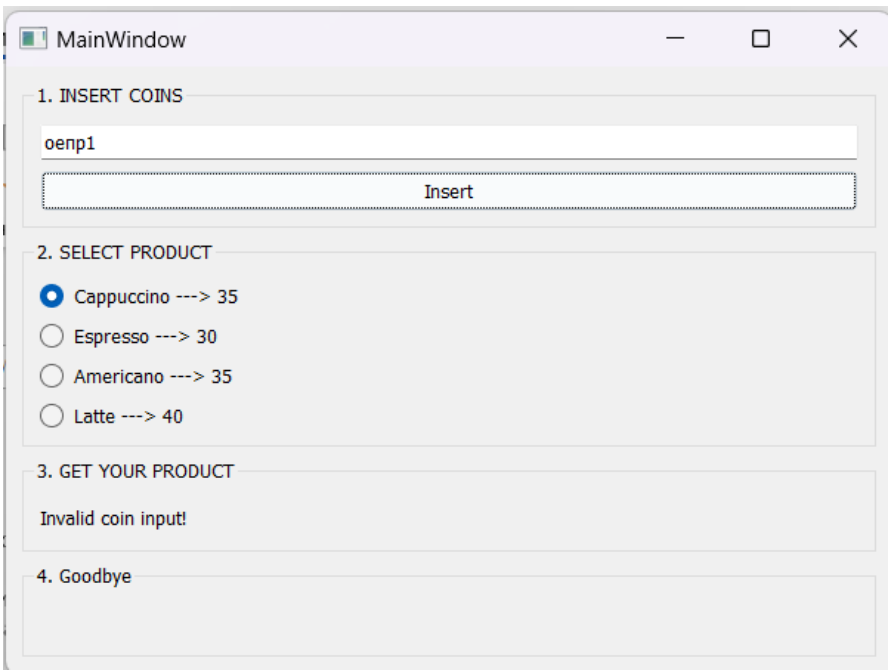 MainWindow
1. INSERT COINS
оепр1
Insert
2. SELECT PRODUCT
Cappuccino ---> 35
Espresso ---> 30
Americano ---> 35
Latte ---> 40
3. GET YOUR PRODUCT
Invalid coin input!
4. Goodbye